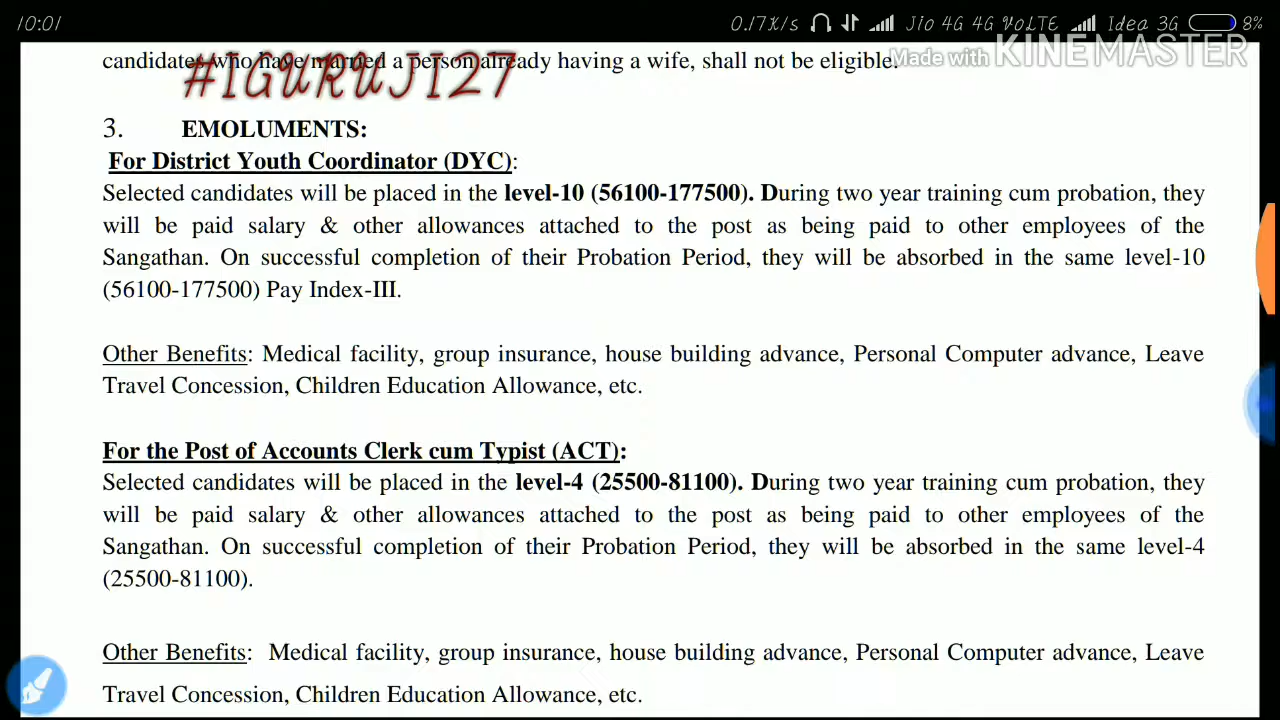 10:01 0.17K/s Jio 4G 4G VoLTE Idea 3G 8%
candidates who have married a person already having a wife, shall not be eligible.
Made with KINEMASTER
#IGURUJI27
3. EMOLUMENTS:
For District Youth Coordinator (DYC):
Selected candidates will be placed in the level-10 (56100-177500). During two year training cum probation, they
will be paid salary & other allowances attached to the post as being paid to other employees of the
Sangathan. On successful completion of their Probation Period, they will be absorbed in the same level-10
(56100-177500) Pay Index-III.
Other Benefits: Medical facility, group insurance, house building advance, Personal Computer advance, Leave
Travel Concession, Children Education Allowance, etc.
For the Post of Accounts Clerk cum Typist (ACT):
Selected candidates will be placed in the level-4 (25500-81100). During two year training cum probation, they
will be paid salary & other allowances attached to the post as being paid to other employees of the
Sangathan. On successful completion of their Probation Period, they will be absorbed in the same level-4
(25500-81100).
Other Benefits: Medical facility, group insurance, house building advance, Personal Computer advance, Leave
Travel Concession, Children Education Allowance, etc.